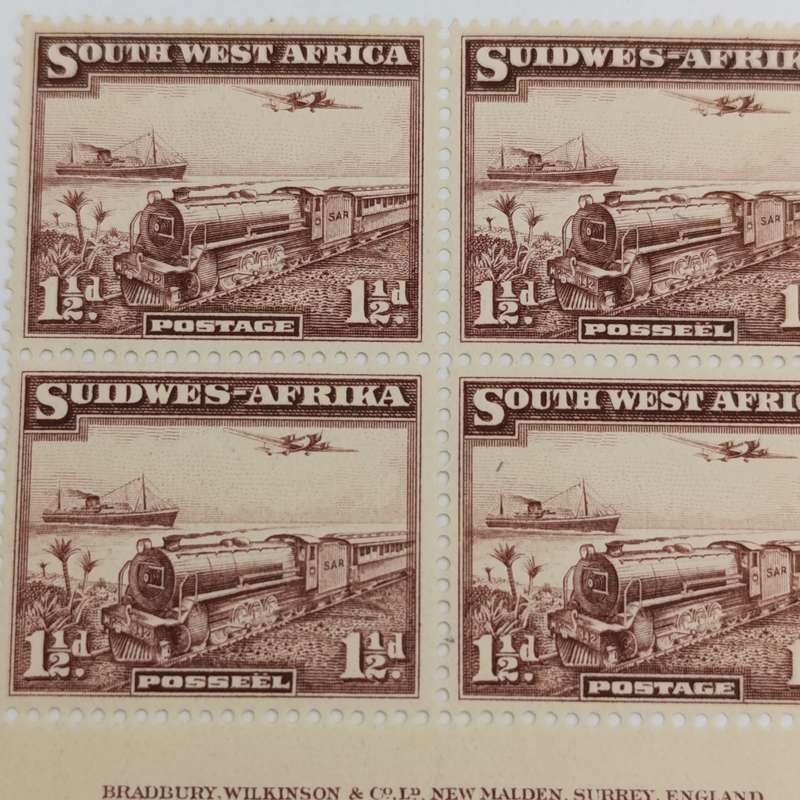 SOUTH WEST AFRICA
SAR
1½d.
1½d.
POSTAGE
SUIDWES-AFRIK
SAR
1½d.
1
POSSEËL
SUIDWES-AFRIKA
SAR
1½d.
1½d.
POSSEËL
SOUTH WEST AFRIC
SAR
1½d.
1
POSTAGE
BRADBURY, WILKINSON & Cº, Lᴰ, NEW MALDEN, SURREY, ENGLAND